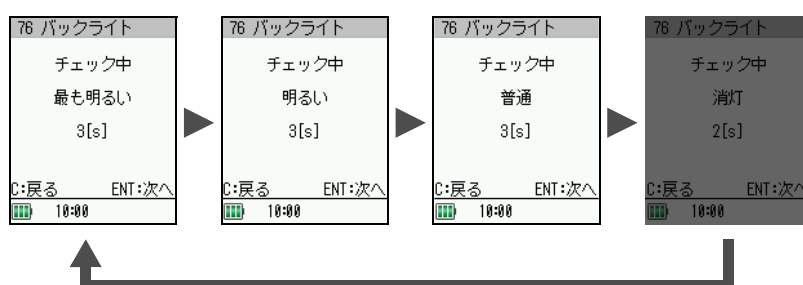 76 バックライト
チェック中
最も明るい
3[s]
C:戻る ENT:次へ
10:00
76 バックライト
チェック中
明るい
3[s]
C:戻る ENT:次へ
10:00
76 バックライト
チェック中
普通
3[s]
C:戻る ENT:次へ
10:00
76 バックライト
チェック中
消灯
2[s]
C:戻る ENT:次へ
10:00